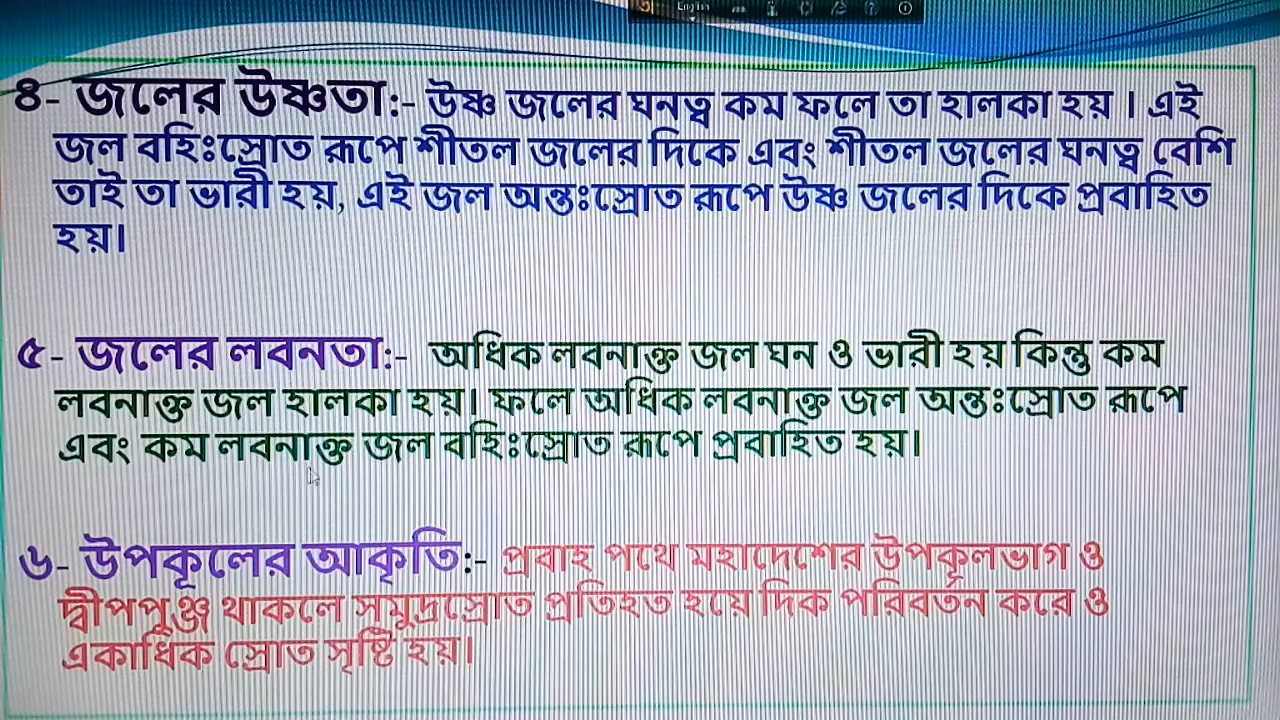 English
৪- জলের উষ্ণতা:- উষ্ণ জলের ঘনত্ব কম ফলে তা হালকা হয় । এই
জল বহিঃস্রোত রূপে শীতল জলের দিকে এবং শীতল জলের ঘনত্ব বেশি
তাই তা ভারী হয়, এই জল অন্তঃস্রোত রূপে উষ্ণ জলের দিকে প্রবাহিত
হয়।
৫- জলের লবনতা:- অধিক লবনাক্ত জল ঘন ও ভারী হয় কিন্তু কম
লবনাক্ত জল হালকা হয়। ফলে অধিক লবনাক্ত জল অন্তঃস্রোত রূপে
এবং কম লবনাক্ত জল বহিঃস্রোত রূপে প্রবাহিত হয়।
৬- উপকূলের আকৃতি:- প্রবাহ পথে মহাদেশের উপকূলভাগ ও
দ্বীপপুঞ্জ থাকলে সমুদ্রস্রোত প্রতিহত হয়ে দিক পরিবর্তন করে ও
একাধিক স্রোত সৃষ্টি হয়।